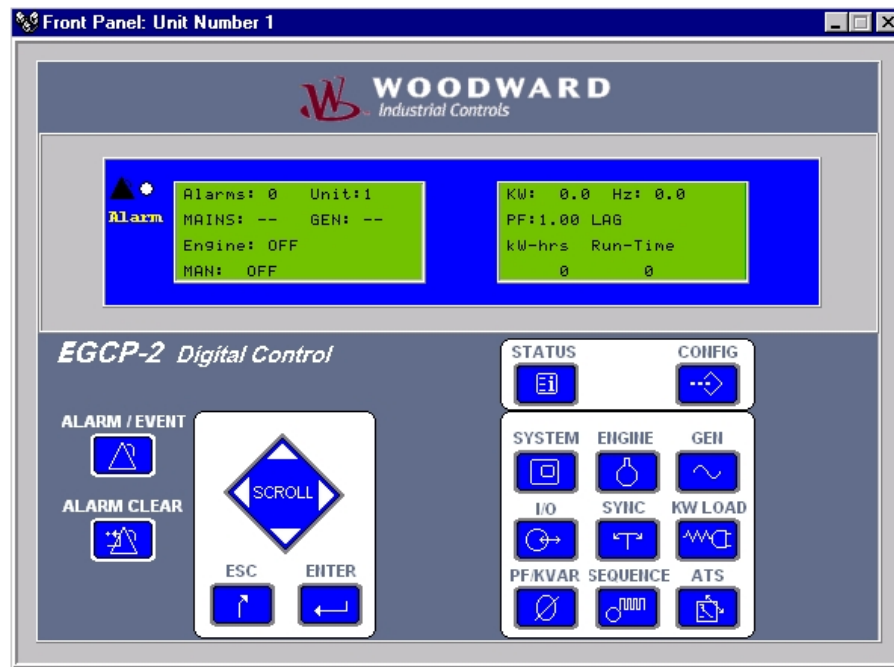 Front Panel: Unit Number 1
WOODWARD
Industrial Controls
Alarm
Alarms: 0 Unit:1
MAINS: -- GEN: --
Engine: OFF
MAN: OFF
KW: 0.0 Hz: 0.0
PF:1.00 LAG
kW-hrs Run-Time
0 0
EGCP-2 Digital Control
ALARM / EVENT
ALARM CLEAR
SCROLL
ESC ENTER
STATUS CONFIG
SYSTEM ENGINE GEN
I/O SYNC KW LOAD
PF/KVAR SEQUENCE ATS